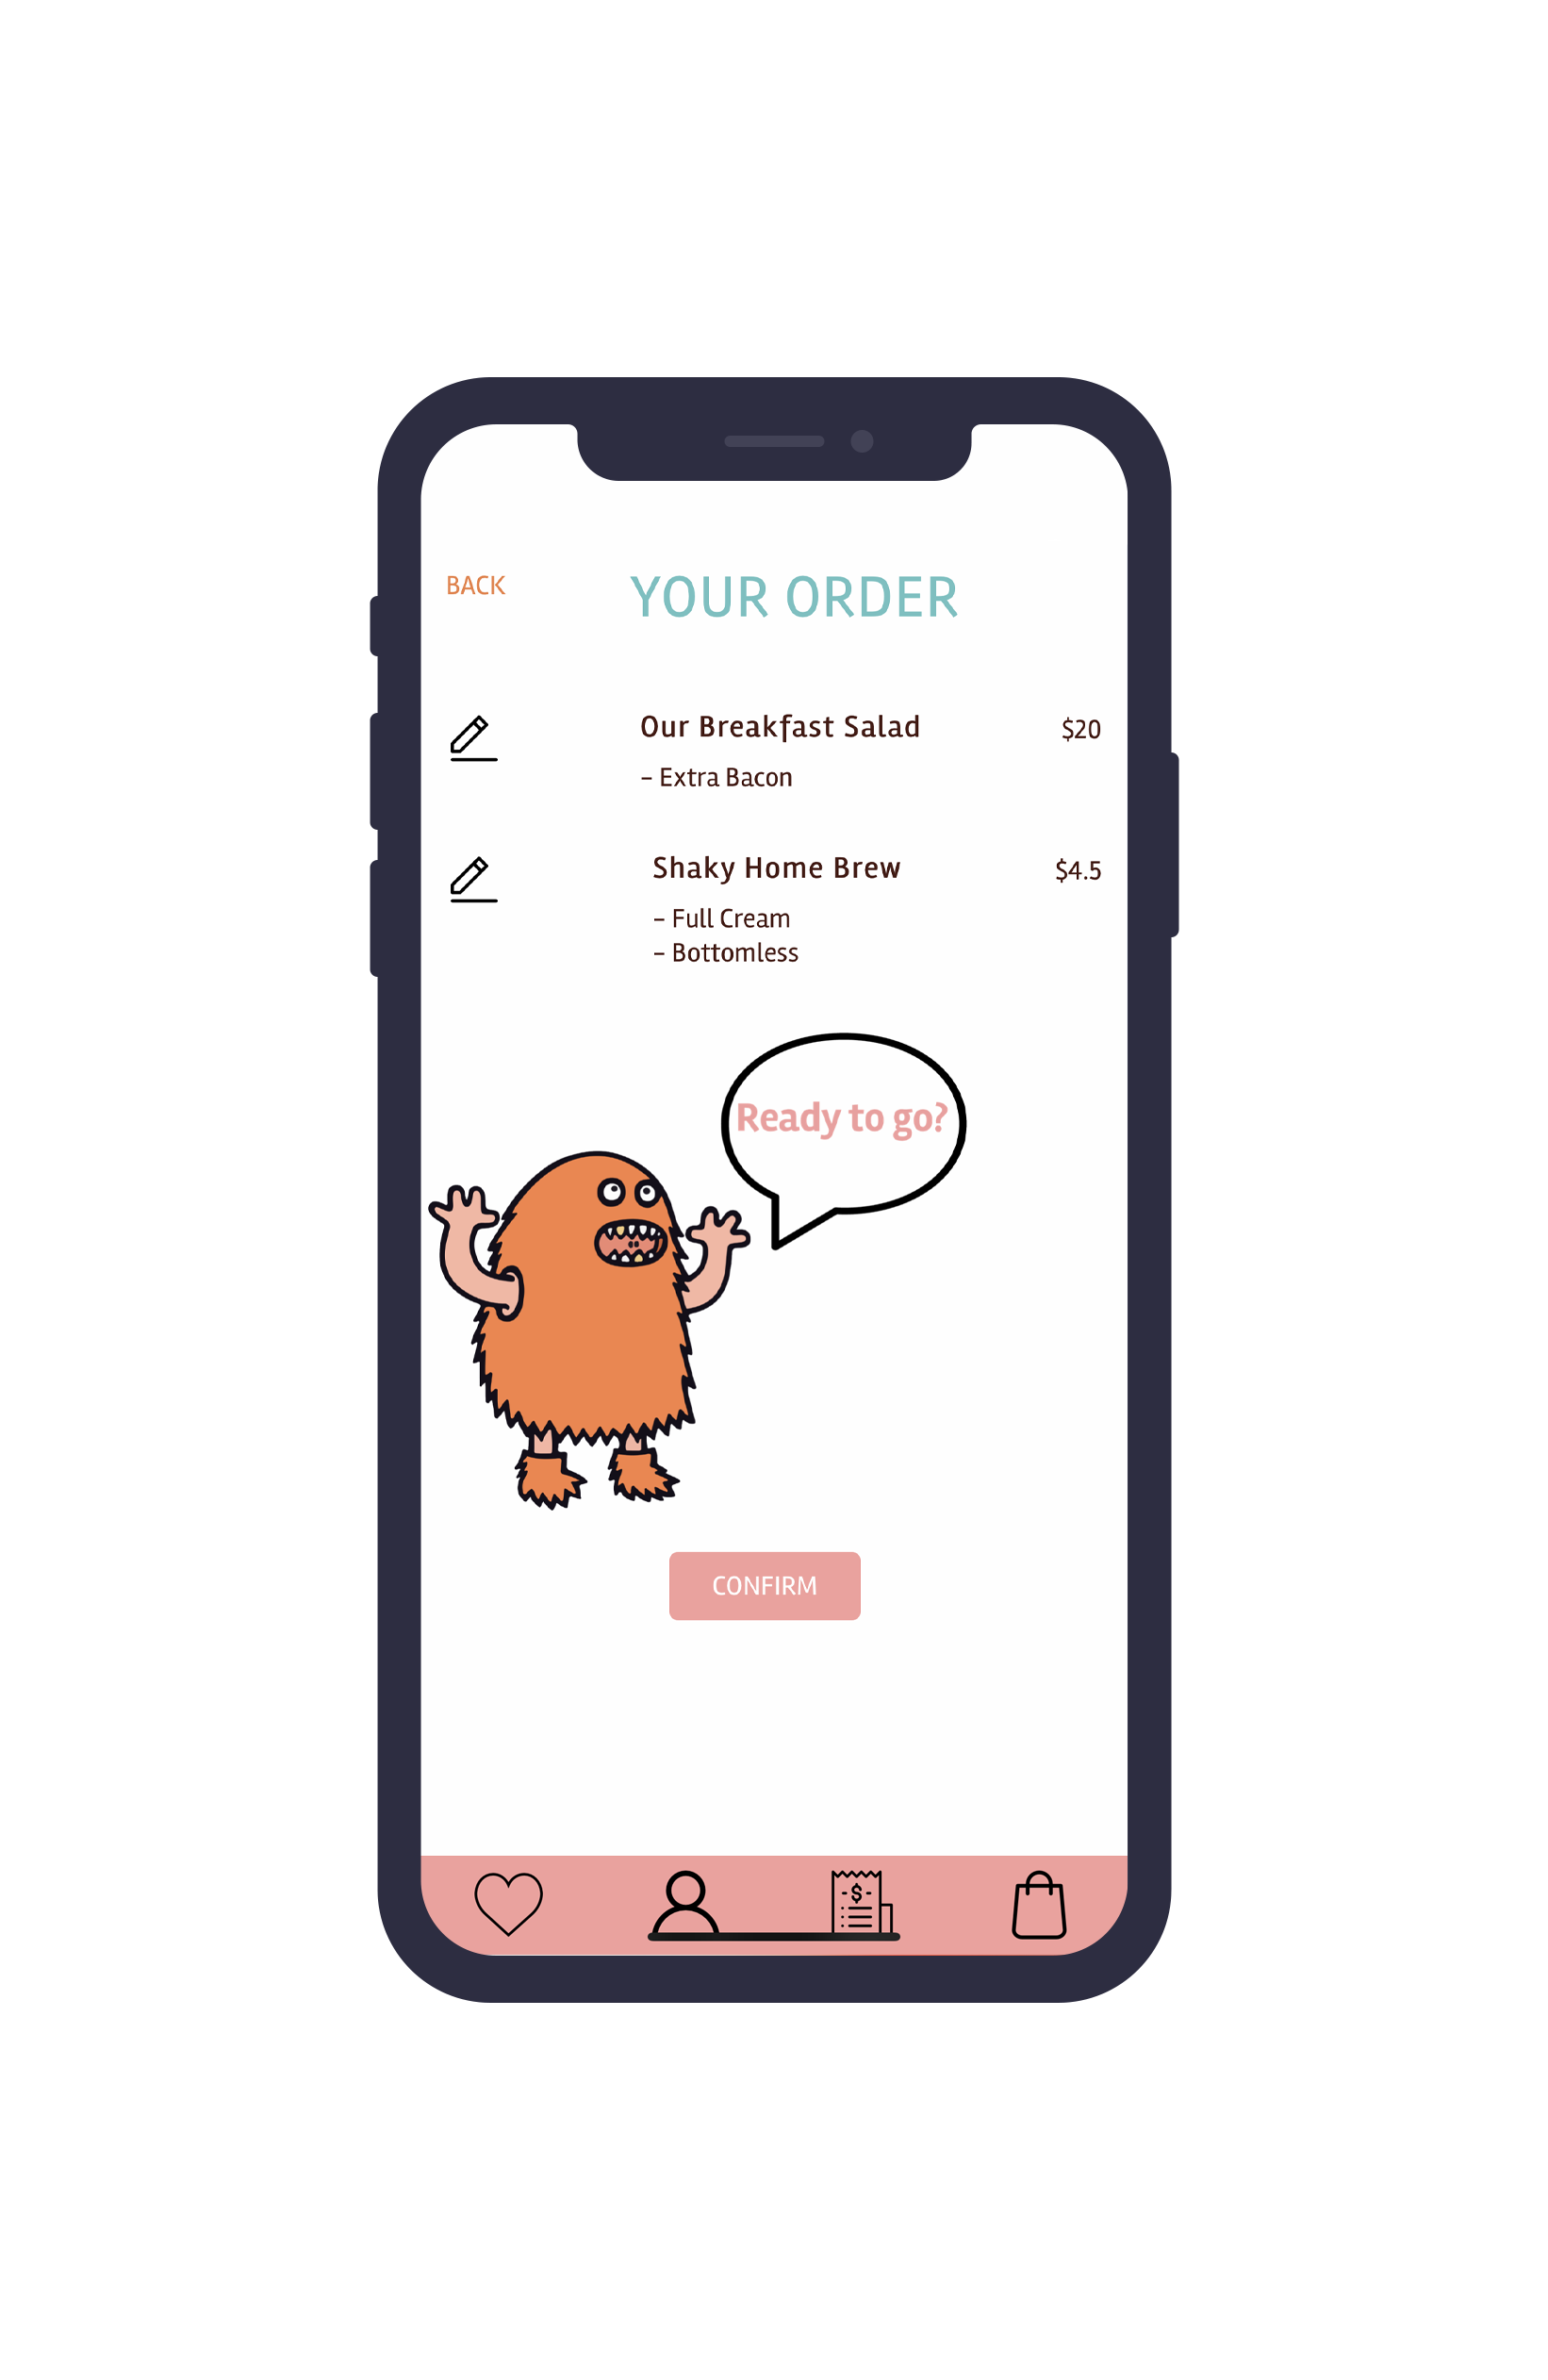 BACK
YOUR ORDER
Our Breakfast Salad
$20
– Extra Bacon
Shaky Home Brew
$4.5
– Full Cream
– Bottomless
Ready to go?
CONFIRM
$